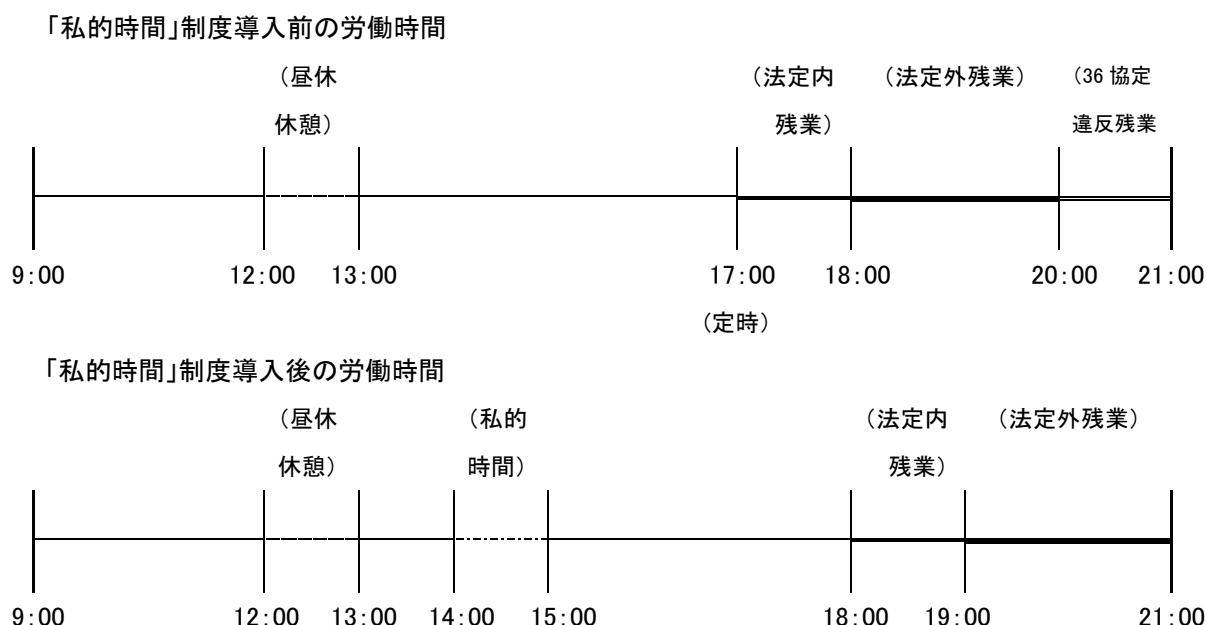 「私的時間」制度導入前の労働時間
(昼休 (法定内 (法定外残業) (36 協定
休憩) 残業) 違反残業
9:00 12:00 13:00 17:00 18:00 20:00 21:00
(定時)
「私的時間」制度導入後の労働時間
(昼休 (私的 (法定内 (法定外残業)
休憩) 時間) 残業)
9:00 12:00 13:00 14:00 15:00 18:00 19:00 21:00